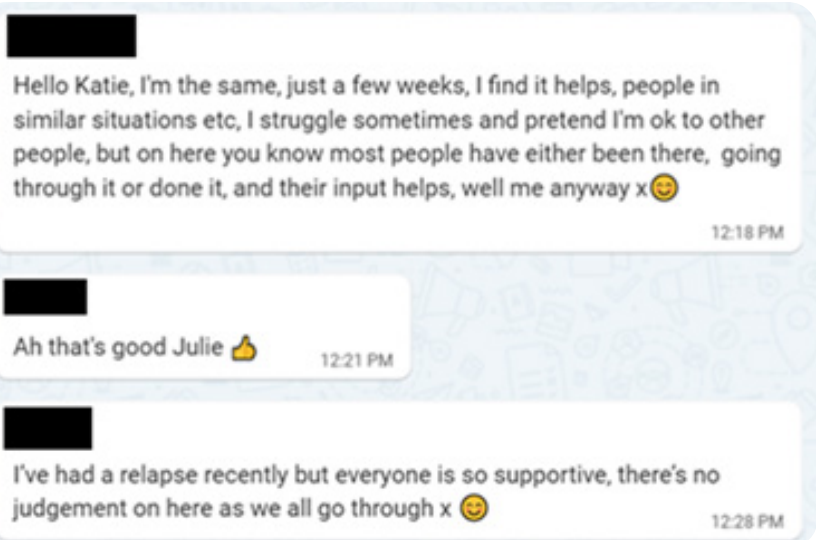 Hello Katie, I'm the same, just a few weeks, I find it helps, people in
similar situations etc, I struggle sometimes and pretend I'm ok to other
people, but on here you know most people have either been there, going
through it or done it, and their input helps, well me anyway x😊
12:18 PM
Ah that's good Julie 👍
12:21 PM
I've had a relapse recently but everyone is so supportive, there's no
judgement on here as we all go through x 😊
12:28 PM